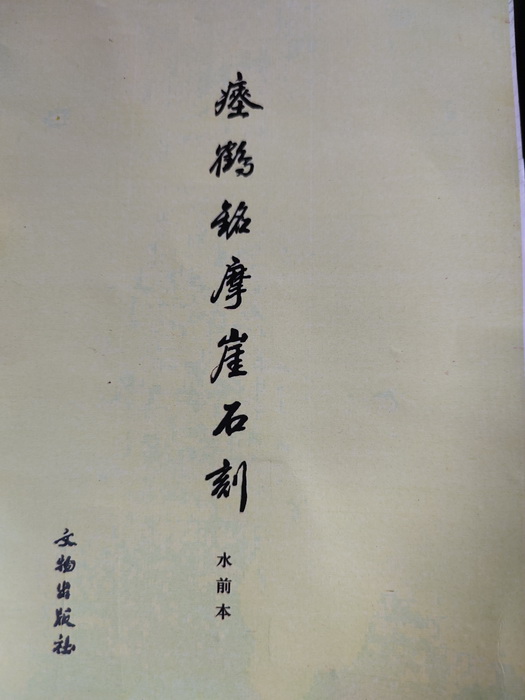 瘗鹤铭摩崖石刻
水前本
文物出版社